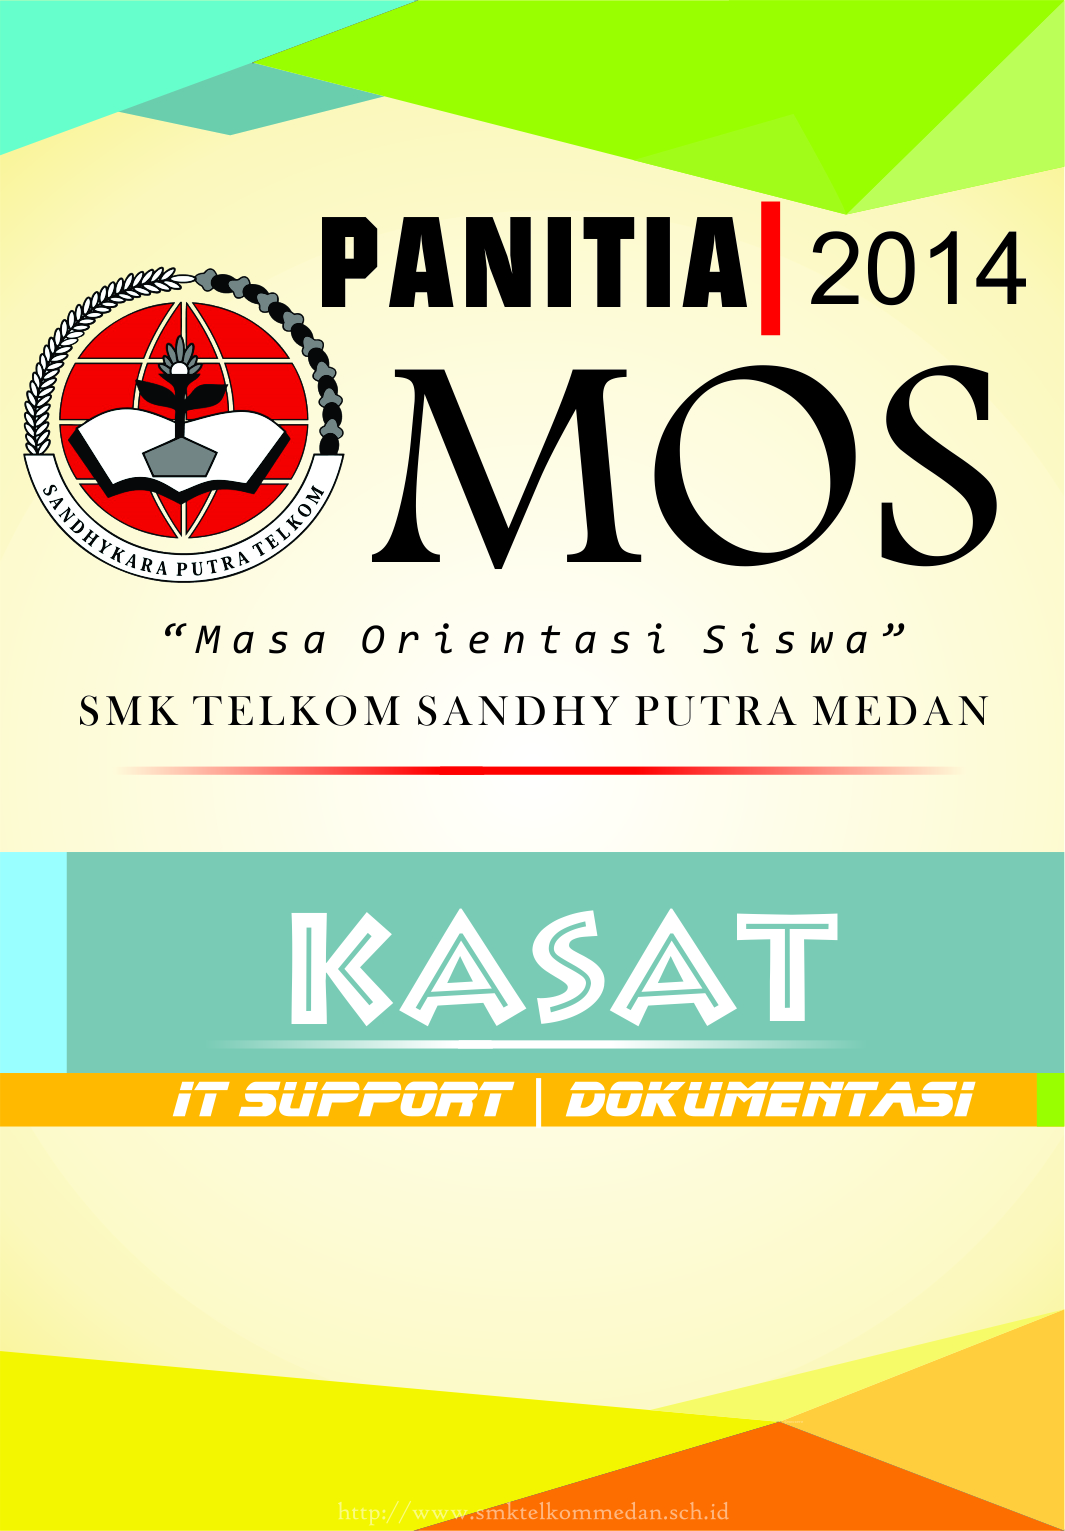 PANITIA| 2014
MOS
SANDHYKARA PUTRA TELKOM
“Masa Orientasi Siswa”
SMK TELKOM SANDHY PUTRA MEDAN
KASAT
IT SUPPORT | DOKUMENTASI
http://www.smktelkommedan.sch.id